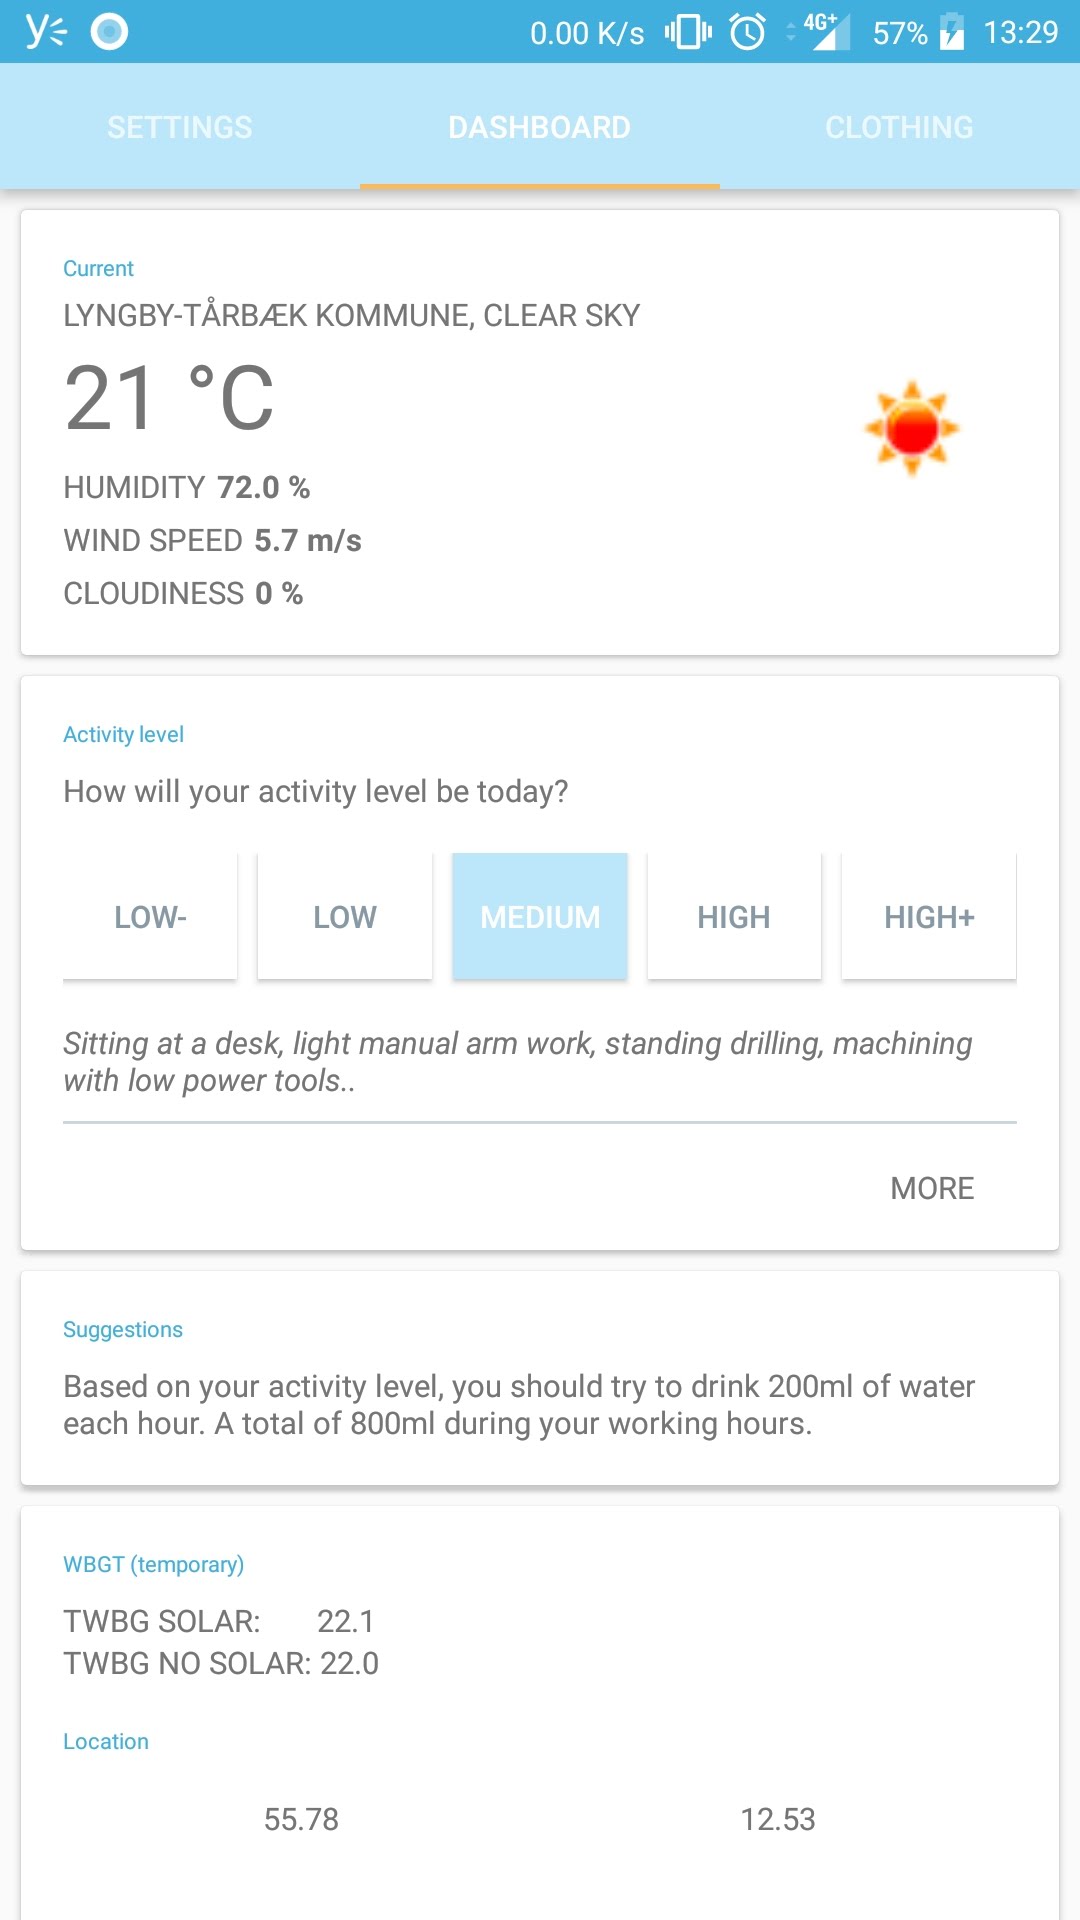 0.00 K/s 4G+ 57% 13:29
SETTINGS DASHBOARD CLOTHING
Current
LYNGBY-TÅRBÆK KOMMUNE, CLEAR SKY
21 °C
HUMIDITY 72.0 %
WIND SPEED 5.7 m/s
CLOUDINESS 0 %
Activity level
How will your activity level be today?
LOW- LOW MEDIUM HIGH HIGH+
Sitting at a desk, light manual arm work, standing drilling, machining
with low power tools..
MORE
Suggestions
Based on your activity level, you should try to drink 200ml of water
each hour. A total of 800ml during your working hours.
WBGT (temporary)
TWBG SOLAR: 22.1
TWBG NO SOLAR: 22.0
Location
55.78 12.53